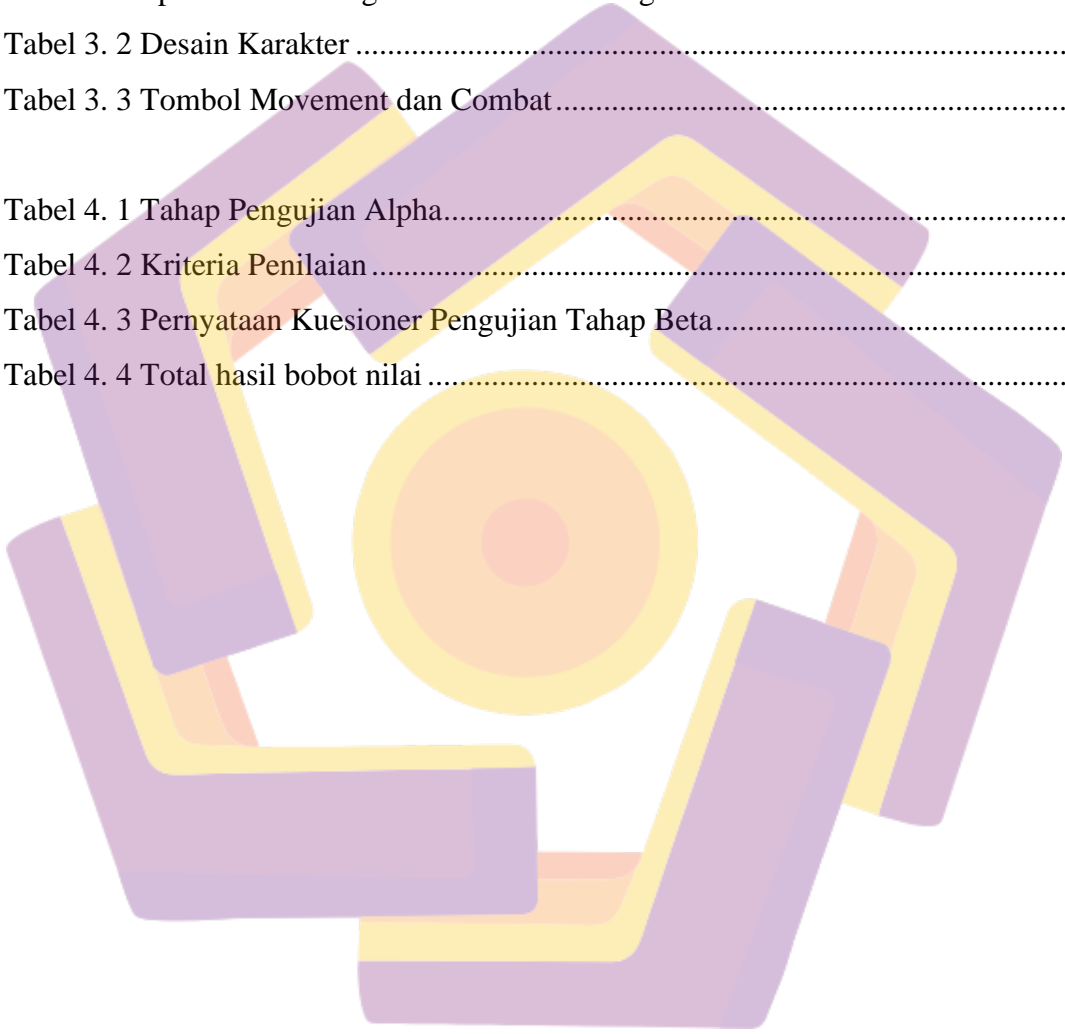 Tabel 3. 2 Desain Karakter ........................................................................
Tabel 3. 3 Tombol Movement dan Combat ....................................................
Tabel 4. 1 Tahap Pengujian Alpha...............................................................
Tabel 4. 2 Kriteria Penilaian .......................................................................
Tabel 4. 3 Pernyataan Kuesioner Pengujian Tahap Beta....................................
Tabel 4. 4 Total hasil bobot nilai .................................................................